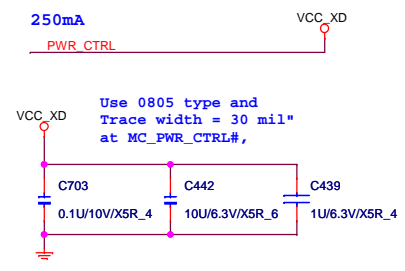 250mA
VCC_XD
PWR_CTRL
VCC_XD
Use 0805 type and
Trace width = 30 mil"
at MC_PWR_CTRL#,
C703
C442
C439
0.1U/10V/X5R_4
10U/6.3V/X5R_6
1U/6.3V/X5R_4